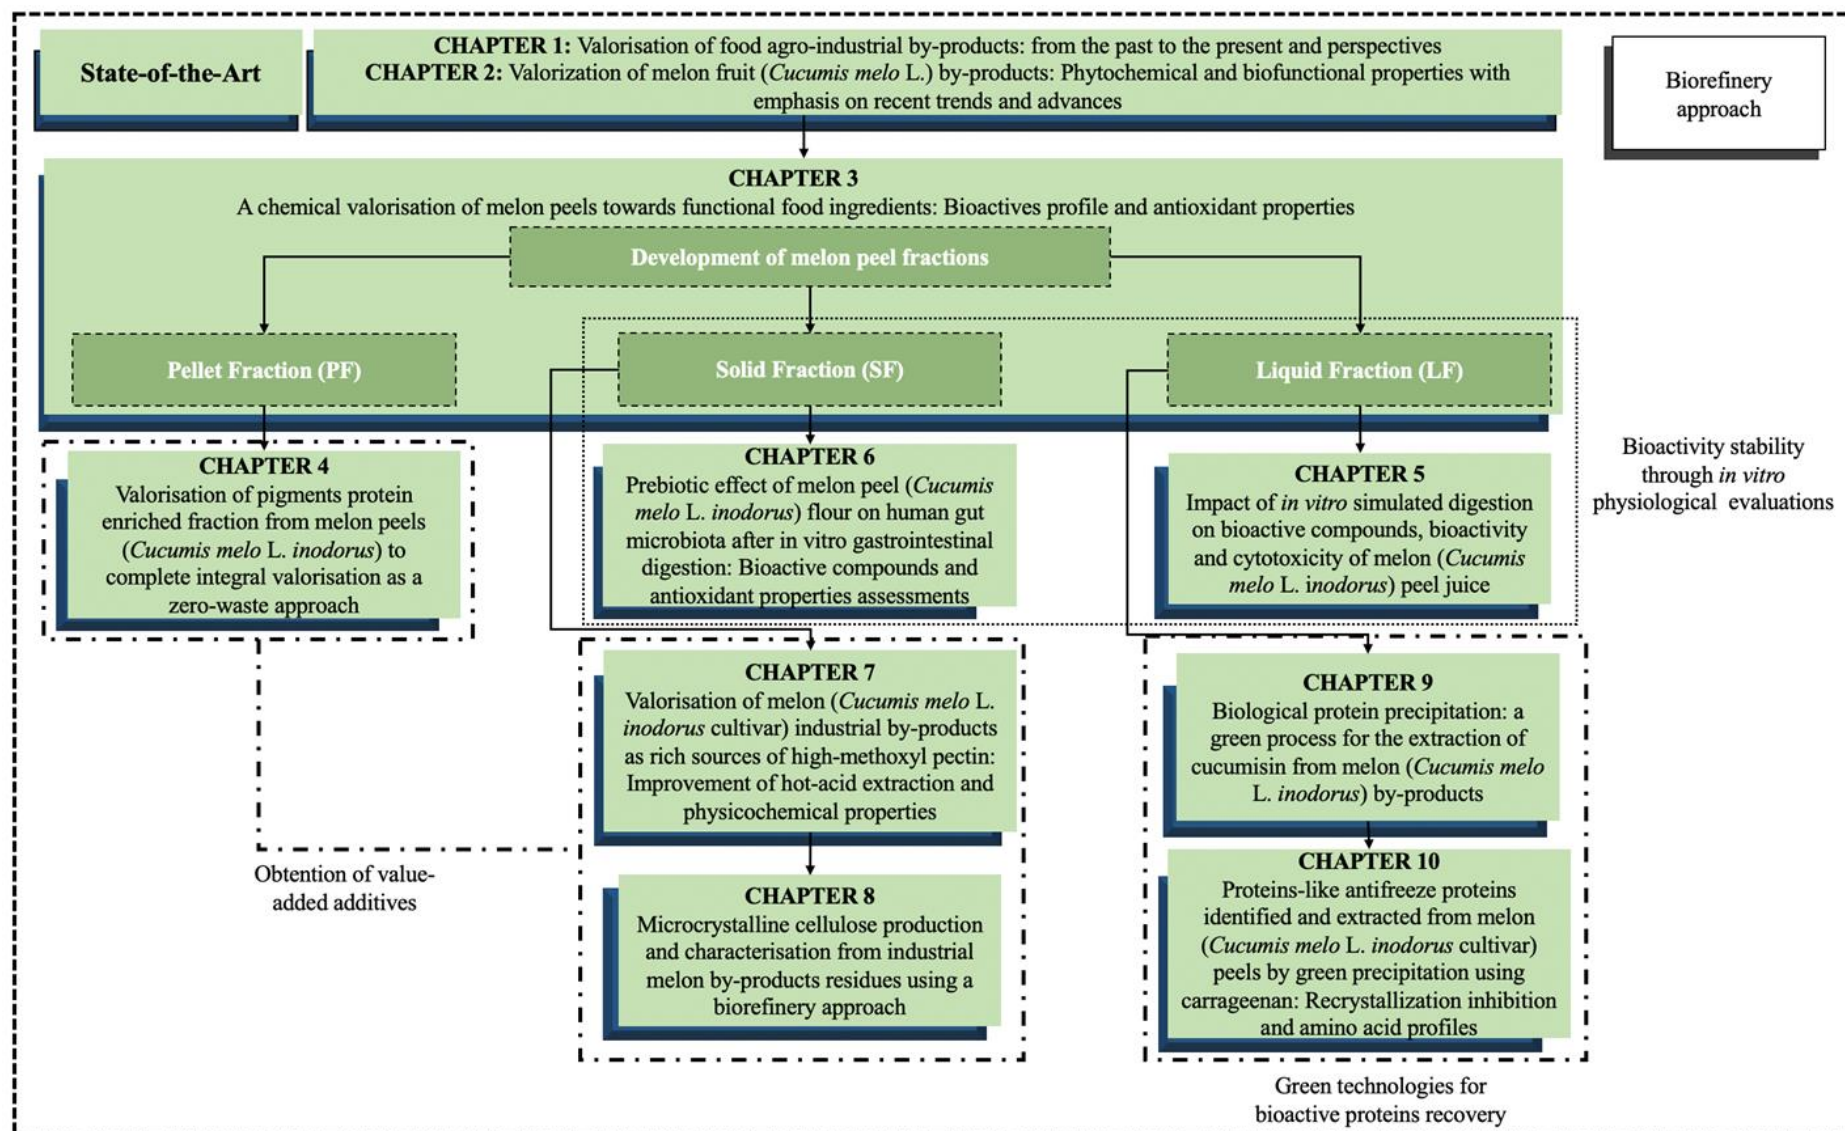 State-of-the-Art
CHAPTER 1: Valorisation of food agro-industrial by-products: from the past to the present and perspectives
CHAPTER 2: Valorization of melon fruit (Cucumis melo L.) by-products: Phytochemical and biofunctional properties with
emphasis on recent trends and advances
Biorefinery
approach
CHAPTER 3
A chemical valorisation of melon peels towards functional food ingredients: Bioactives profile and antioxidant properties
Development of melon peel fractions
Pellet Fraction (PF)
Solid Fraction (SF)
Liquid Fraction (LF)
CHAPTER 4
Valorisation of pigments protein
enriched fraction from melon peels
(Cucumis melo L. inodorus) to
complete integral valorisation as a
zero-waste approach
CHAPTER 6
Prebiotic effect of melon peel (Cucumis
melo L. inodorus) flour on human gut
microbiota after in vitro gastrointestinal
digestion: Bioactive compounds and
antioxidant properties assessments
CHAPTER 5
Impact of in vitro simulated digestion
on bioactive compounds, bioactivity
and cytotoxicity of melon (Cucumis
melo L. inodorus) peel juice
Bioactivity stability
through in vitro
physiological evaluations
CHAPTER 7
Valorisation of melon (Cucumis melo L.
inodorus cultivar) industrial by-products
as rich sources of high-methoxyl pectin:
Improvement of hot-acid extraction and
physicochemical properties
CHAPTER 9
Biological protein precipitation: a
green process for the extraction of
cucumisin from melon (Cucumis melo
L. inodorus) by-products
Obtention of value-
added additives
CHAPTER 8
Microcrystalline cellulose production
and characterisation from industrial
melon by-products residues using a
biorefinery approach
CHAPTER 10
Proteins-like antifreeze proteins
identified and extracted from melon
(Cucumis melo L. inodorus cultivar)
peels by green precipitation using
carrageenan: Recrystallization inhibition
and amino acid profiles
Green technologies for
bioactive proteins recovery